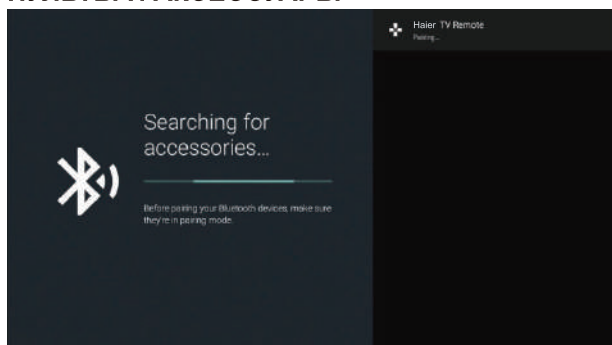 Searching for
accessories...
Before pairing your Bluetooth devices, make sure
they're in pairing mode.
Haier TV Remote
Pairing...